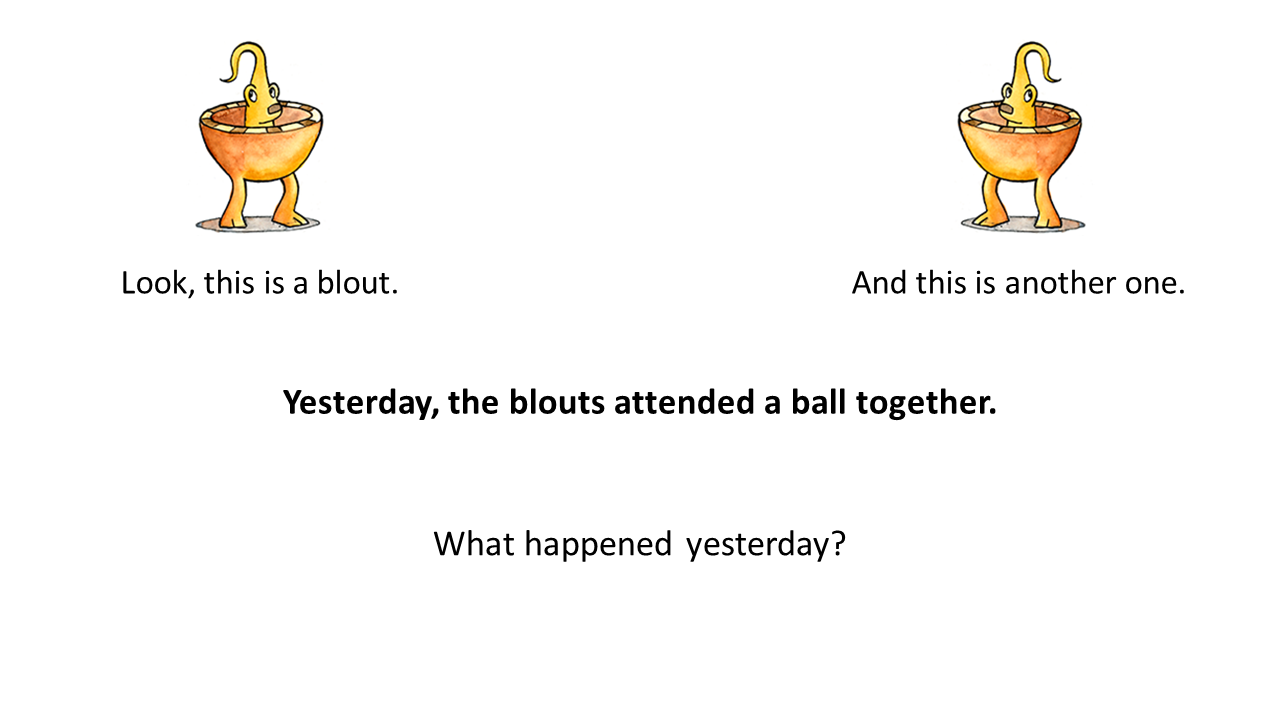 Look, this is a blout.
And this is another one.
Yesterday, the blouts attended a ball together.
What happened yesterday?